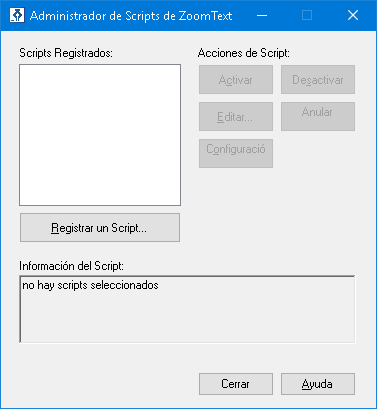 Administrador de Scripts de ZoomText
Scripts Registrados:
Acciones de Script:
Activar
Desactivar
Editar...
Anular
Configuració
Registrar un Script...
Información del Script:
no hay scripts seleccionados
Cerrar
Ayuda